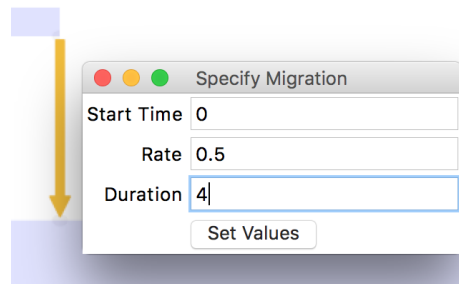 Specify Migration
Start Time 0
Rate 0.5
Duration 4
Set Values